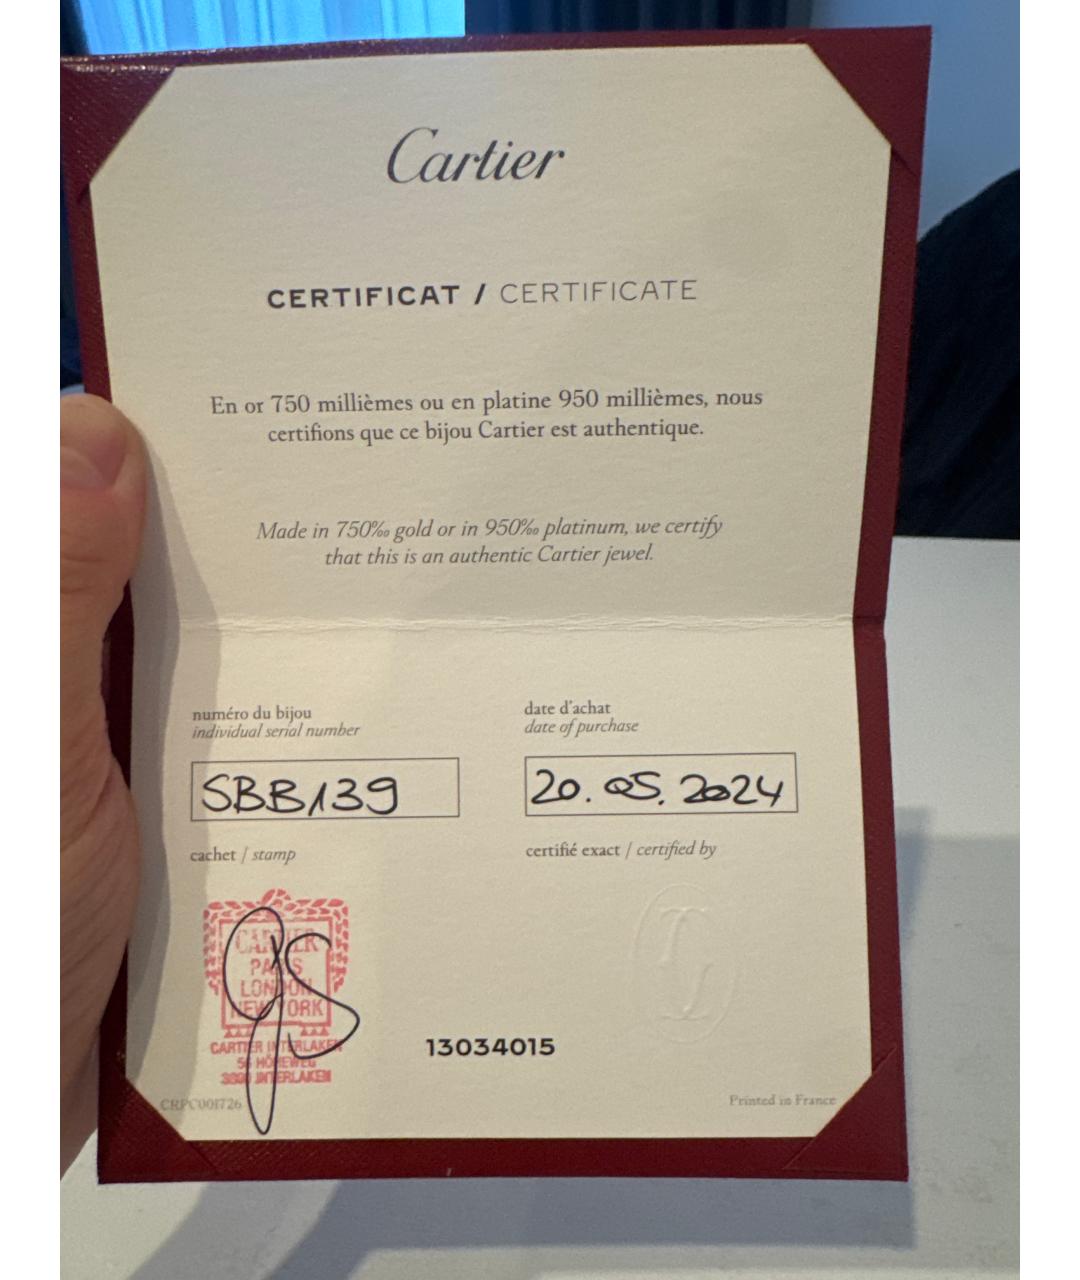 Cartier
CERTIFICAT / CERTIFICATE
En or 750 millièmes ou en platine 950 millièmes, nous
certifions que ce bijou Cartier est authentique.
Made in 750‰ gold or in 950‰ platinum, we certify
that this is an authentic Cartier jewel.
numéro du bijou
individual serial number
date d'achat
date of purchase
SBB139
20.05.2024
cachet / stamp
certifié exact / certified by
CARTIER
PARIS
LONDON
NEW YORK
CARTIER INTERLAKEN
HÖHEWEG
INTERLAKEN
13034015
CRPC001726
Printed in France